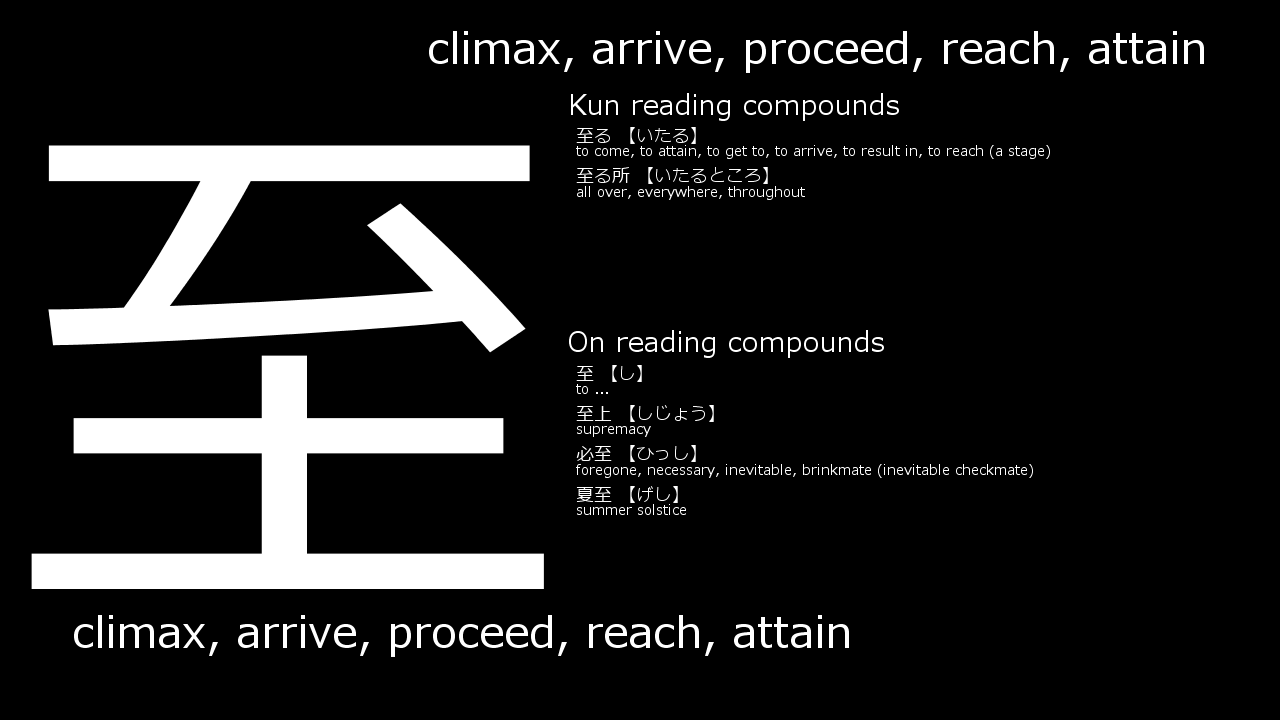 climax, arrive, proceed, reach, attain
至
Kun reading compounds
至る 【いたる】
to come, to attain, to get to, to arrive, to result in, to reach (a stage)
至る所 【いたるところ】
all over, everywhere, throughout
On reading compounds
至 【し】
to ...
至上 【しじょう】
supremacy
必至 【ひっし】
foregone, necessary, inevitable, brinkmate (inevitable checkmate)
夏至 【げし】
summer solstice
climax, arrive, proceed, reach, attain